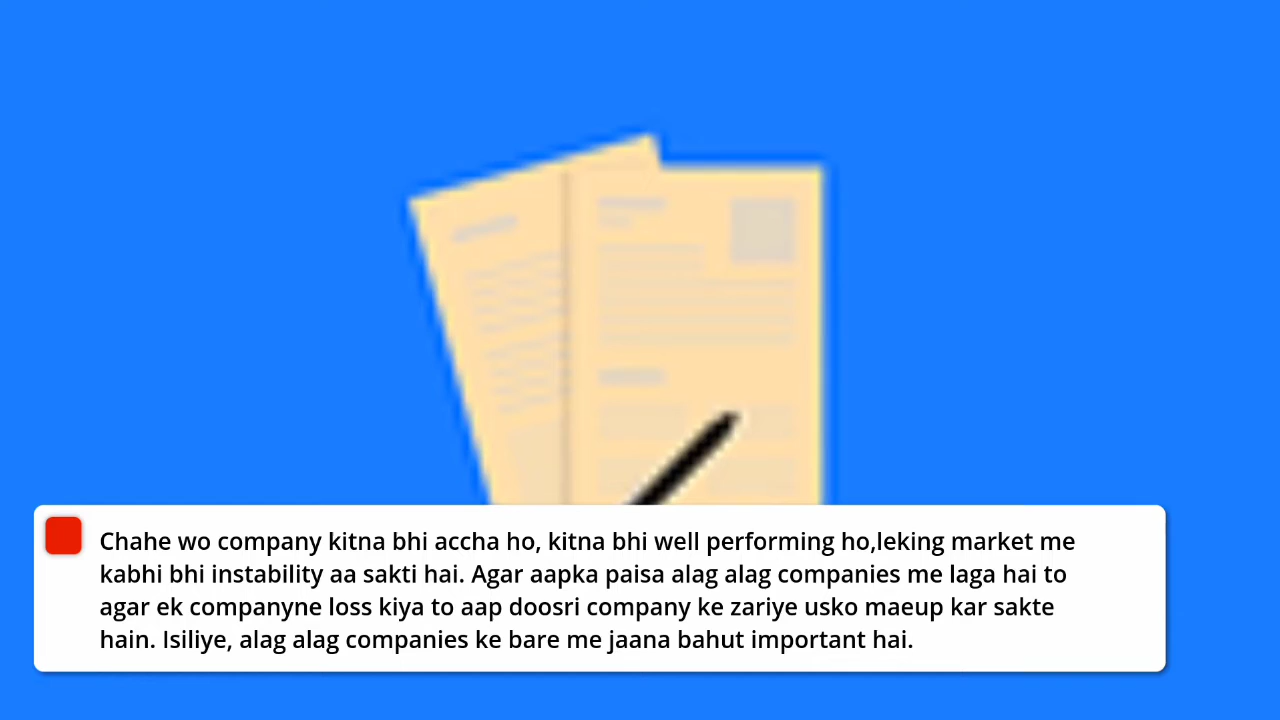 Chahe wo company kitna bhi accha ho, kitna bhi well performing ho,leking market me
kabhi bhi instability aa sakti hai. Agar aapka paisa alag alag companies me laga hai to
agar ek companyne loss kiya to aap doosri company ke zariye usko maeup kar sakte
hain. Isiliye, alag alag companies ke bare me jaana bahut important hai.